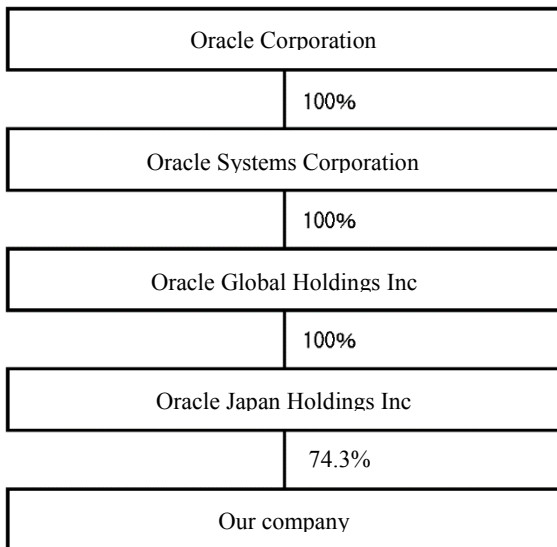 Oracle Corporation
100%
Oracle Systems Corporation
100%
Oracle Global Holdings Inc
100%
Oracle Japan Holdings Inc
74.3%
Our company